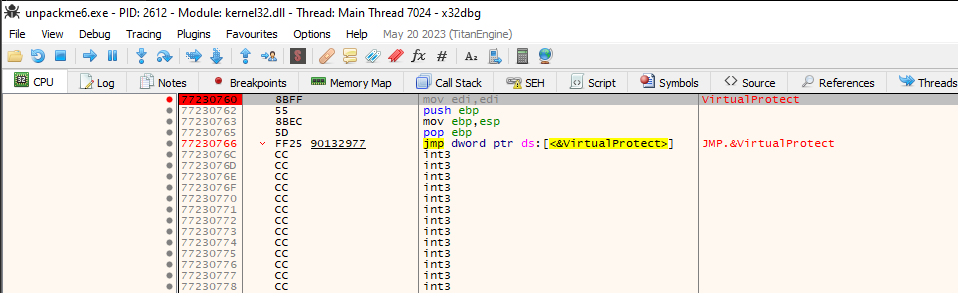 unpackme6.exe - PID: 2612 - Module: kernel32.dll - Thread: Main Thread 7024 - x32dbg
File View Debug Tracing Plugins Favourites Options Help May 20 2023 (TitanEngine)
CPU Log Notes Breakpoints Memory Map Call Stack SEH Script Symbols Source References Threads
77230760 8BFF mov edi,edi VirtualProtect
77230762 55 push ebp
77230763 8BEC mov ebp,esp
77230765 5D pop ebp
77230766 FF25 90132977 jmp dword ptr ds:[<&VirtualProtect>] JMP.&VirtualProtect
7723076C CC int3
7723076D CC int3
7723076E CC int3
7723076F CC int3
77230770 CC int3
77230771 CC int3
77230772 CC int3
77230773 CC int3
77230774 CC int3
77230775 CC int3
77230776 CC int3
77230777 CC int3
77230778 CC int3